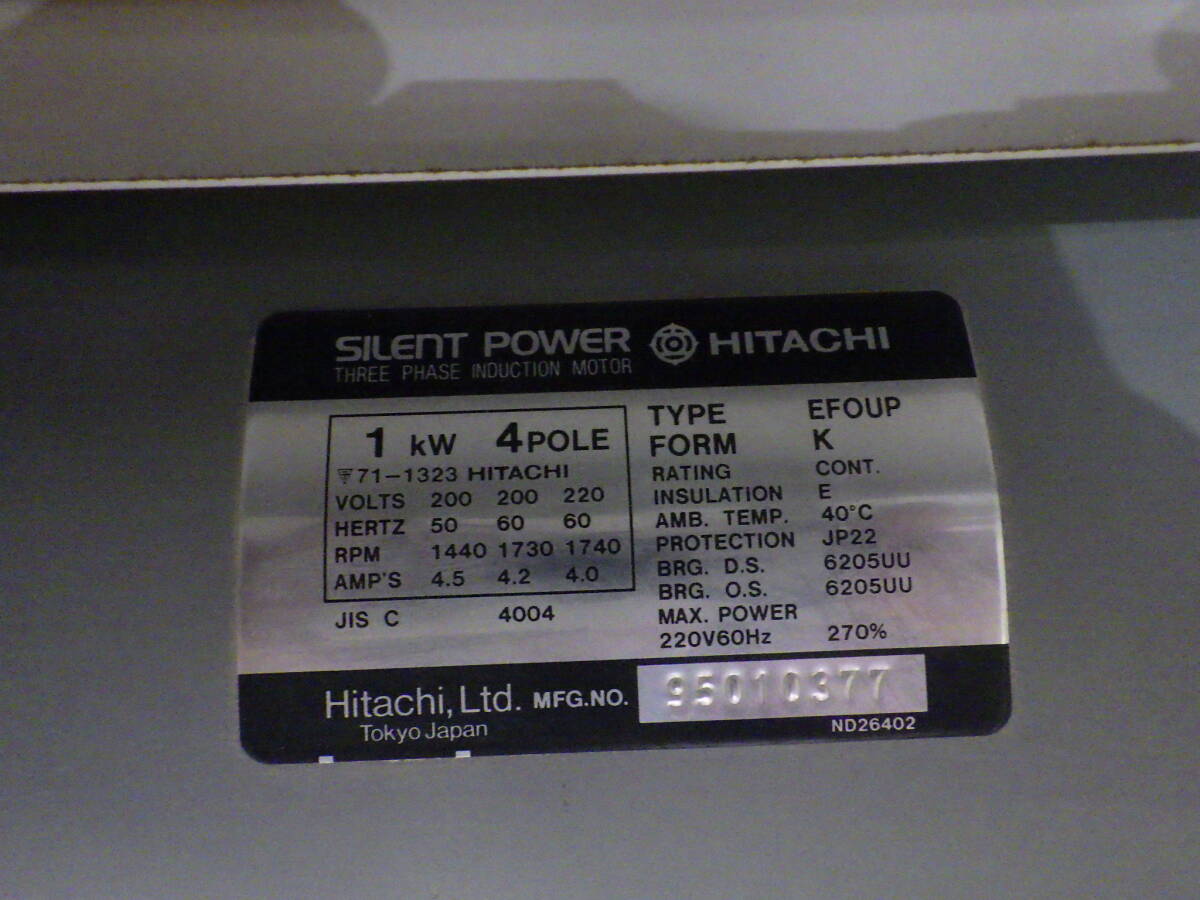 SILENT POWER HITACHI
THREE PHASE INDUCTION MOTOR
1 kW 4POLE
71-1323 HITACHI
VOLTS 200 200 220
HERTZ 50 60 60
RPM 1440 1730 1740
AMP'S 4.5 4.2 4.0
JIS C 4004
TYPE EFOUP
FORM K
RATING CONT.
INSULATION E
AMB. TEMP. 40°C
PROTECTION JP22
BRG. D.S. 6205UU
BRG. O.S. 6205UU
MAX. POWER
220V60Hz 270%
Hitachi, Ltd. MFG.NO. 95010377
Tokyo Japan
ND26402